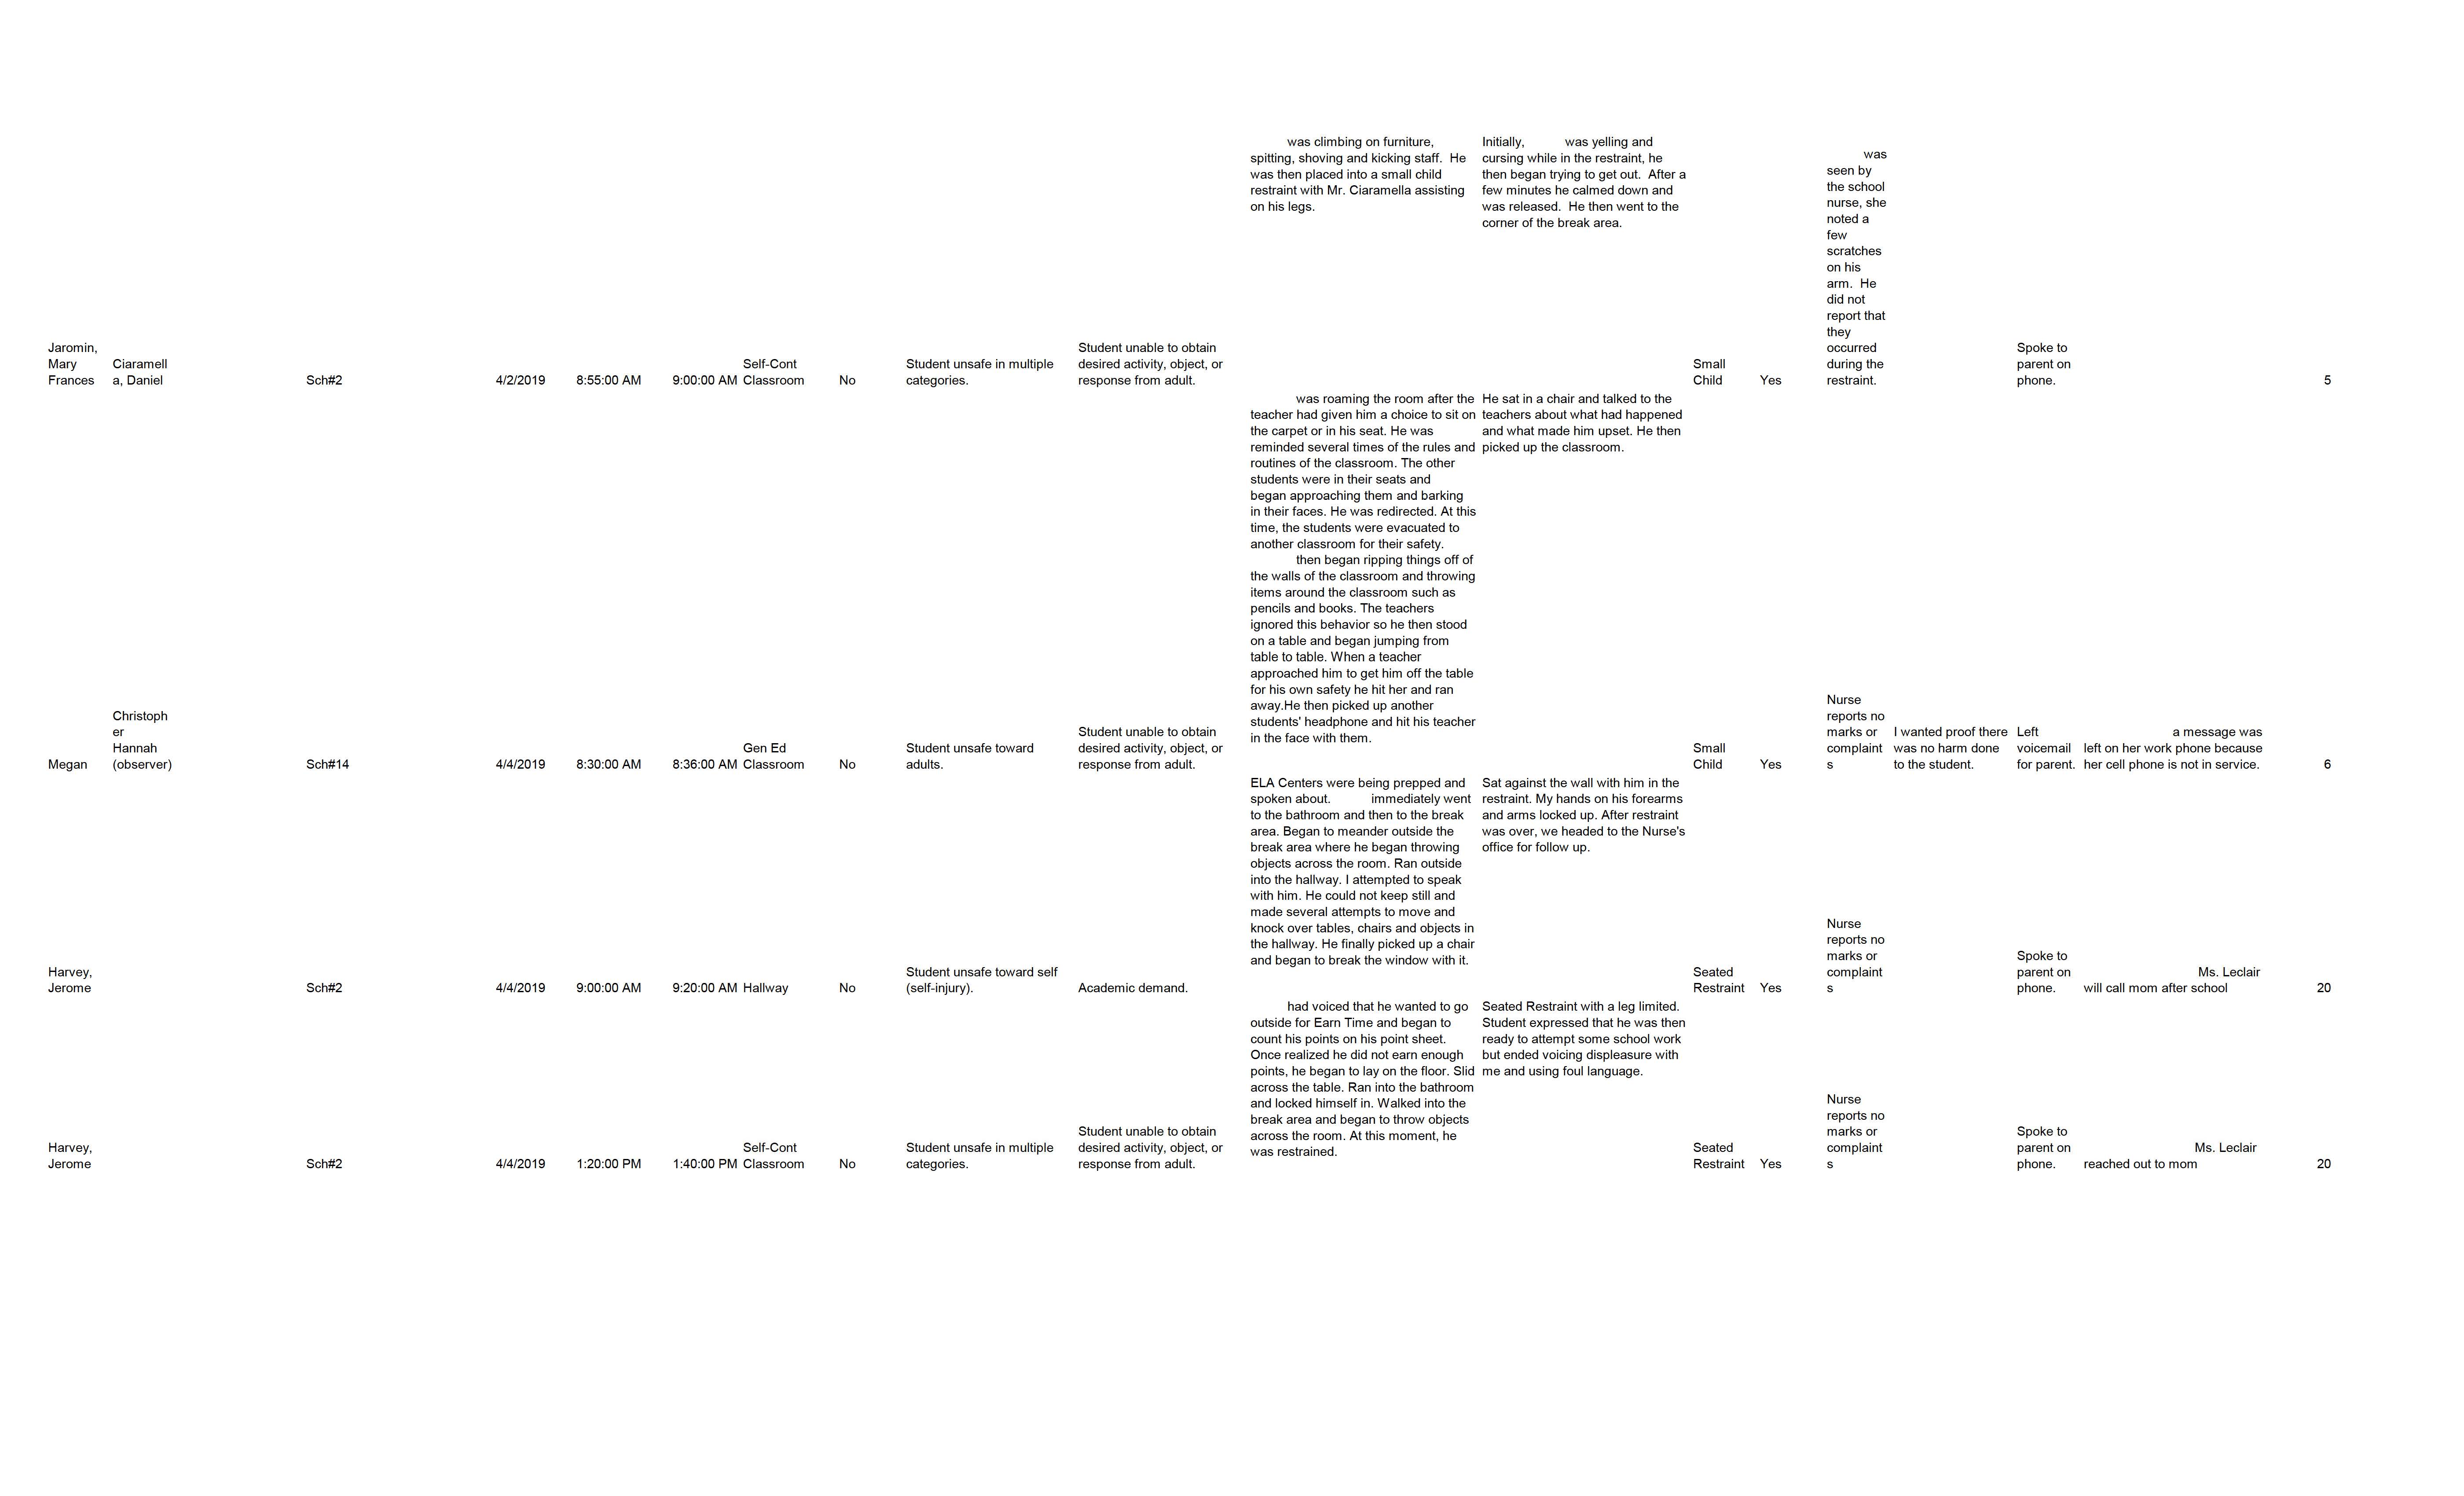 was climbing on furniture,
spitting, shoving and kicking staff.  He
was then placed into a small child
restraint with Mr. Ciaramella assisting
on his legs.
Initially, was yelling and
cursing while in the restraint, he
then began trying to get out.  After a
few minutes he calmed down and
was released.  He then went to the
corner of the break area.
was
seen by
the school
nurse, she
noted a
few
scratches
on his
arm.  He
did not
report that
they
occurred
during the
restraint.
Jaromin,
Mary
Frances
Ciaramell
a, Daniel
Sch#2
4/2/2019
8:55:00 AM
9:00:00 AM
Self-Cont
Classroom
No
Student unsafe in multiple
categories.
Student unable to obtain
desired activity, object, or
response from adult.
Small
Child
Yes
Spoke to
parent on
phone.
5
was roaming the room after the
teacher had given him a choice to sit on
the carpet or in his seat. He was
reminded several times of the rules and
routines of the classroom. The other
students were in their seats and
began approaching them and barking
in their faces. He was redirected. At this
time, the students were evacuated to
another classroom for their safety.
then began ripping things off of
the walls of the classroom and throwing
items around the classroom such as
pencils and books. The teachers
ignored this behavior so he then stood
on a table and began jumping from
table to table. When a teacher
approached him to get him off the table
for his own safety he hit her and ran
away.He then picked up another
students' headphone and hit his teacher
in the face with them.
He sat in a chair and talked to the
teachers about what had happened
and what made him upset. He then
picked up the classroom.
Megan
Christoph
er
Hannah
(observer)
Sch#14
4/4/2019
8:30:00 AM
8:36:00 AM
Gen Ed
Classroom
No
Student unsafe toward
adults.
Student unable to obtain
desired activity, object, or
response from adult.
Small
Child
Yes
Nurse
reports no
marks or
complaint
s
I wanted proof there
was no harm done
to the student.
Left
voicemail
for parent.
a message was
left on her work phone because
her cell phone is not in service.
6
ELA Centers were being prepped and
spoken about. immediately went
to the bathroom and then to the break
area. Began to meander outside the
break area where he began throwing
objects across the room. Ran outside
into the hallway. I attempted to speak
with him. He could not keep still and
made several attempts to move and
knock over tables, chairs and objects in
the hallway. He finally picked up a chair
and began to break the window with it.
Sat against the wall with him in the
restraint. My hands on his forearms
and arms locked up. After restraint
was over, we headed to the Nurse's
office for follow up.
Harvey,
Jerome
Sch#2
4/4/2019
9:00:00 AM
9:20:00 AM
Hallway
No
Student unsafe toward self
(self-injury).
Academic demand.
Seated
Restraint
Yes
Nurse
reports no
marks or
complaint
s
Spoke to
parent on
phone.
Ms. Leclair
will call mom after school
20
had voiced that he wanted to go
outside for Earn Time and began to
count his points on his point sheet.
Once realized he did not earn enough
points, he began to lay on the floor. Slid
across the table. Ran into the bathroom
and locked himself in. Walked into the
break area and began to throw objects
across the room. At this moment, he
was restrained.
Seated Restraint with a leg limited.
Student expressed that he was then
ready to attempt some school work
but ended voicing displeasure with
me and using foul language.
Harvey,
Jerome
Sch#2
4/4/2019
1:20:00 PM
1:40:00 PM
Self-Cont
Classroom
No
Student unsafe in multiple
categories.
Student unable to obtain
desired activity, object, or
response from adult.
Seated
Restraint
Yes
Nurse
reports no
marks or
complaint
s
Spoke to
parent on
phone.
Ms. Leclair
reached out to mom
20